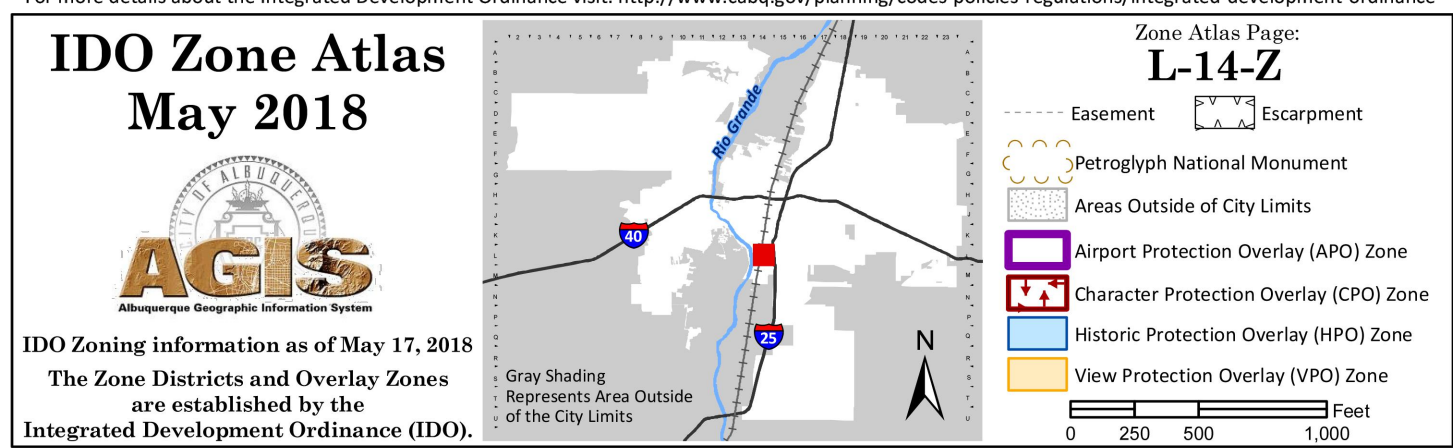 For more details about the Integrated Development Ordinance visit: http://www.cabq.gov/planning/codes-policies-regulations/integrated-development-ordinance
IDO Zone Atlas
May 2018
CITY OF ALBUQUERQUE
AGIS
Albuquerque Geographic Information System
IDO Zoning information as of May 17, 2018
The Zone Districts and Overlay Zones
are established by the
Integrated Development Ordinance (IDO).
Rio Grande
40
25
N
Gray Shading
Represents Area Outside
of the City Limits
Zone Atlas Page:
L-14-Z
Easement
Escarpment
Petroglyph National Monument
Areas Outside of City Limits
Airport Protection Overlay (APO) Zone
Character Protection Overlay (CPO) Zone
Historic Protection Overlay (HPO) Zone
View Protection Overlay (VPO) Zone
Feet
0 250 500 1,000